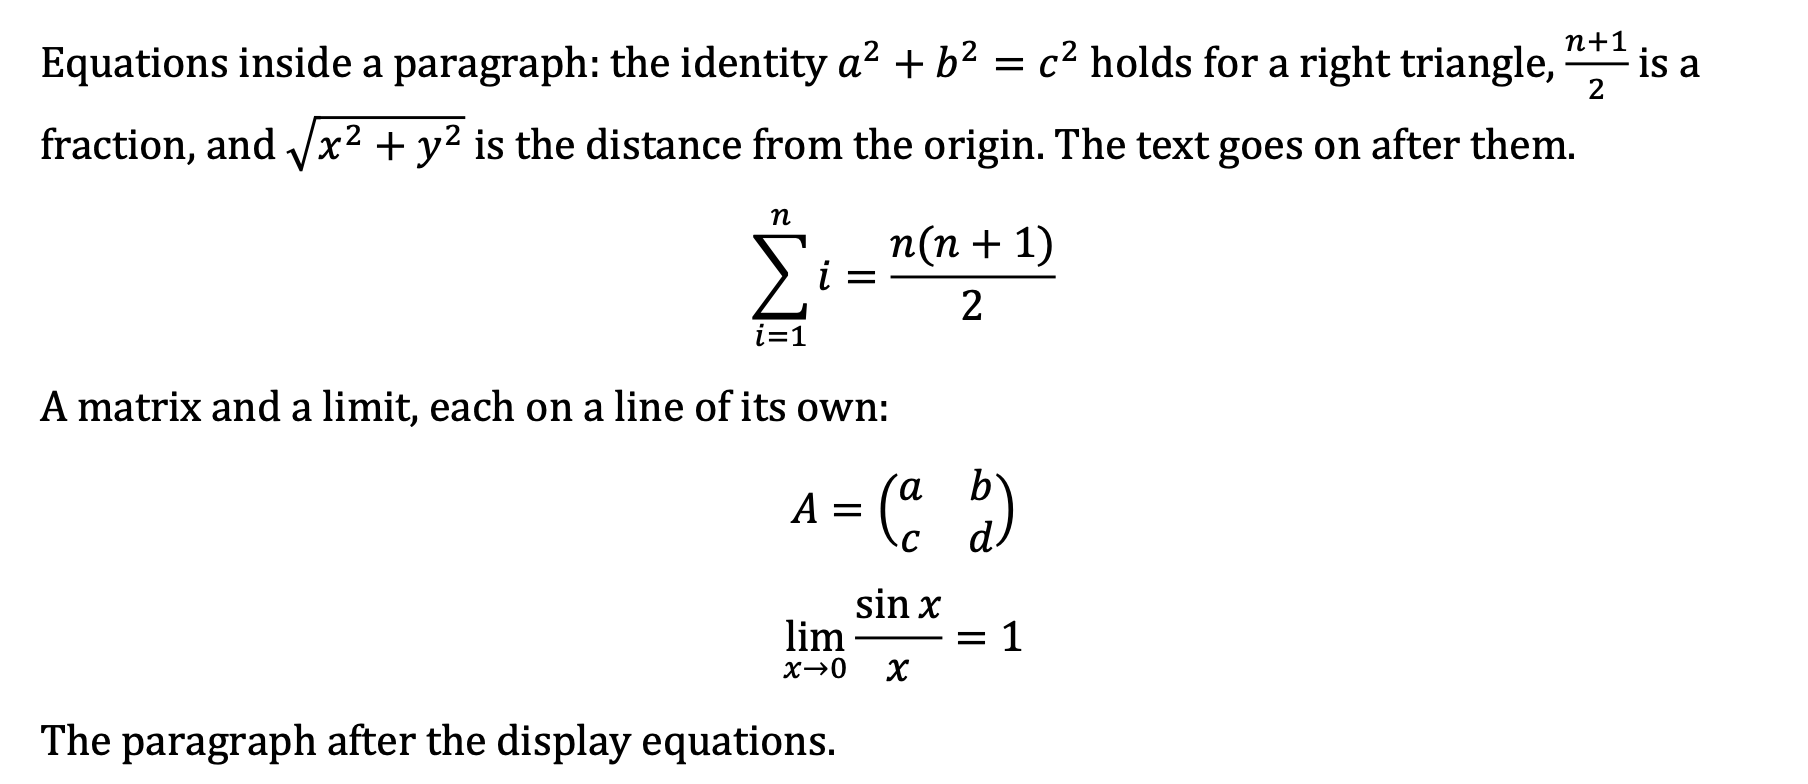 Equations inside a paragraph: the identity a² + b² = c² holds for a right triangle, (n+1)/2 is a
fraction, and √(x² + y²) is the distance from the origin. The text goes on after them.
∑_{i=1}^{n} i = n(n + 1)/2
A matrix and a limit, each on a line of its own:
A = (a b; c d)
lim_{x→0} sin x/x = 1
The paragraph after the display equations.